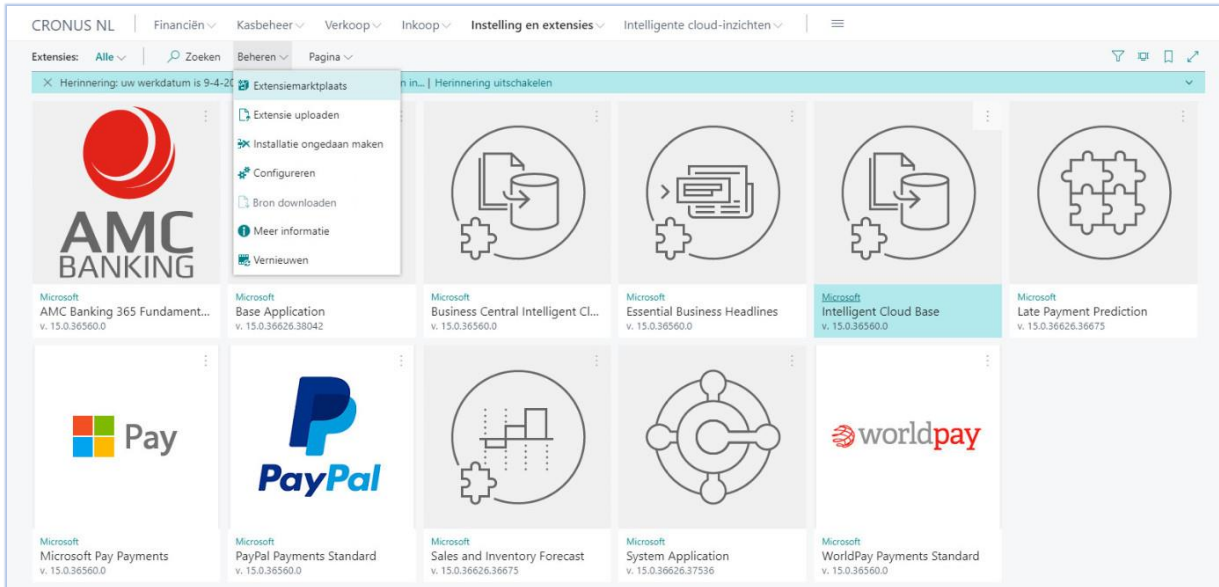 CRONUS NL
Financiën
Kasbeheer
Verkoop
Inkoop
Instelling en extensies
Intelligente cloud-inzichten
Extensies: Alle
Zoeken
Beheren
Pagina
Herinnering: uw werkdatum is 9-4-20
n in... | Herinnering uitschakelen
Extensiemarktplaats
Extensie uploaden
Installatie ongedaan maken
Configureren
Bron downloaden
Meer informatie
Vernieuwen
AMC
BANKING
Microsoft
AMC Banking 365 Fundament...
v. 15.0.36560.0
Microsoft
Base Application
v. 15.0.36626.38042
Microsoft
Business Central Intelligent Cl...
v. 15.0.36560.0
Microsoft
Essential Business Headlines
v. 15.0.36560.0
Microsoft
Intelligent Cloud Base
v. 15.0.36560.0
Microsoft
Late Payment Prediction
v. 15.0.36626.36675
Pay
PayPal
worldpay
Microsoft
Microsoft Pay Payments
v. 15.0.36560.0
Microsoft
PayPal Payments Standard
v. 15.0.36560.0
Microsoft
Sales and Inventory Forecast
v. 15.0.36626.36675
Microsoft
System Application
v. 15.0.36626.37536
Microsoft
WorldPay Payments Standard
v. 15.0.36560.0